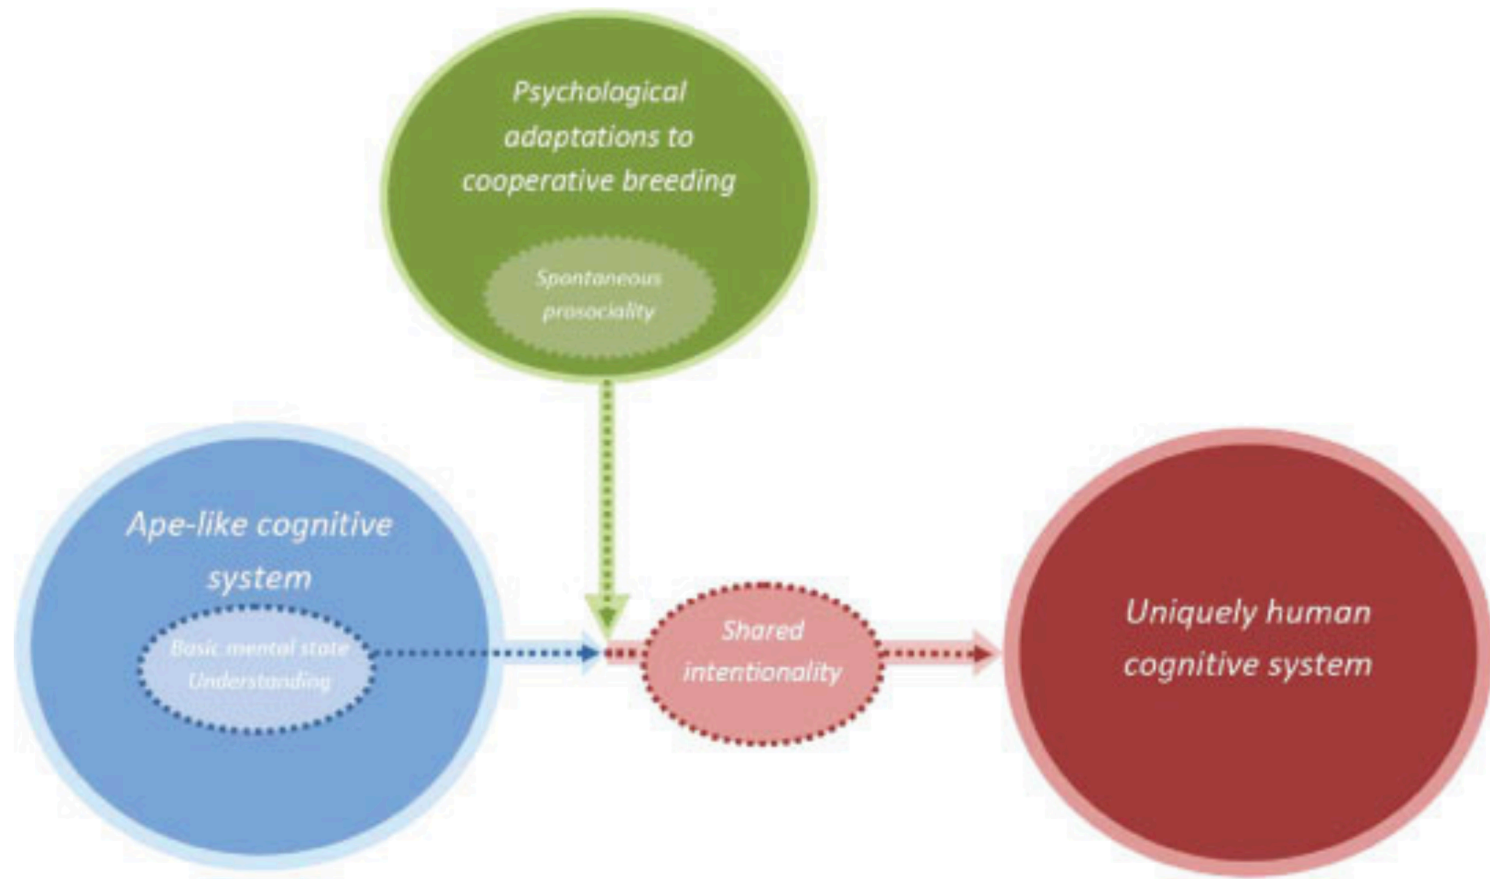 Psychological
adaptations to
cooperative breeding
Spontaneous
prosociality
Ape-like cognitive
system
Basic mental state
Understanding
Shared
intentionality
Uniquely human
cognitive system